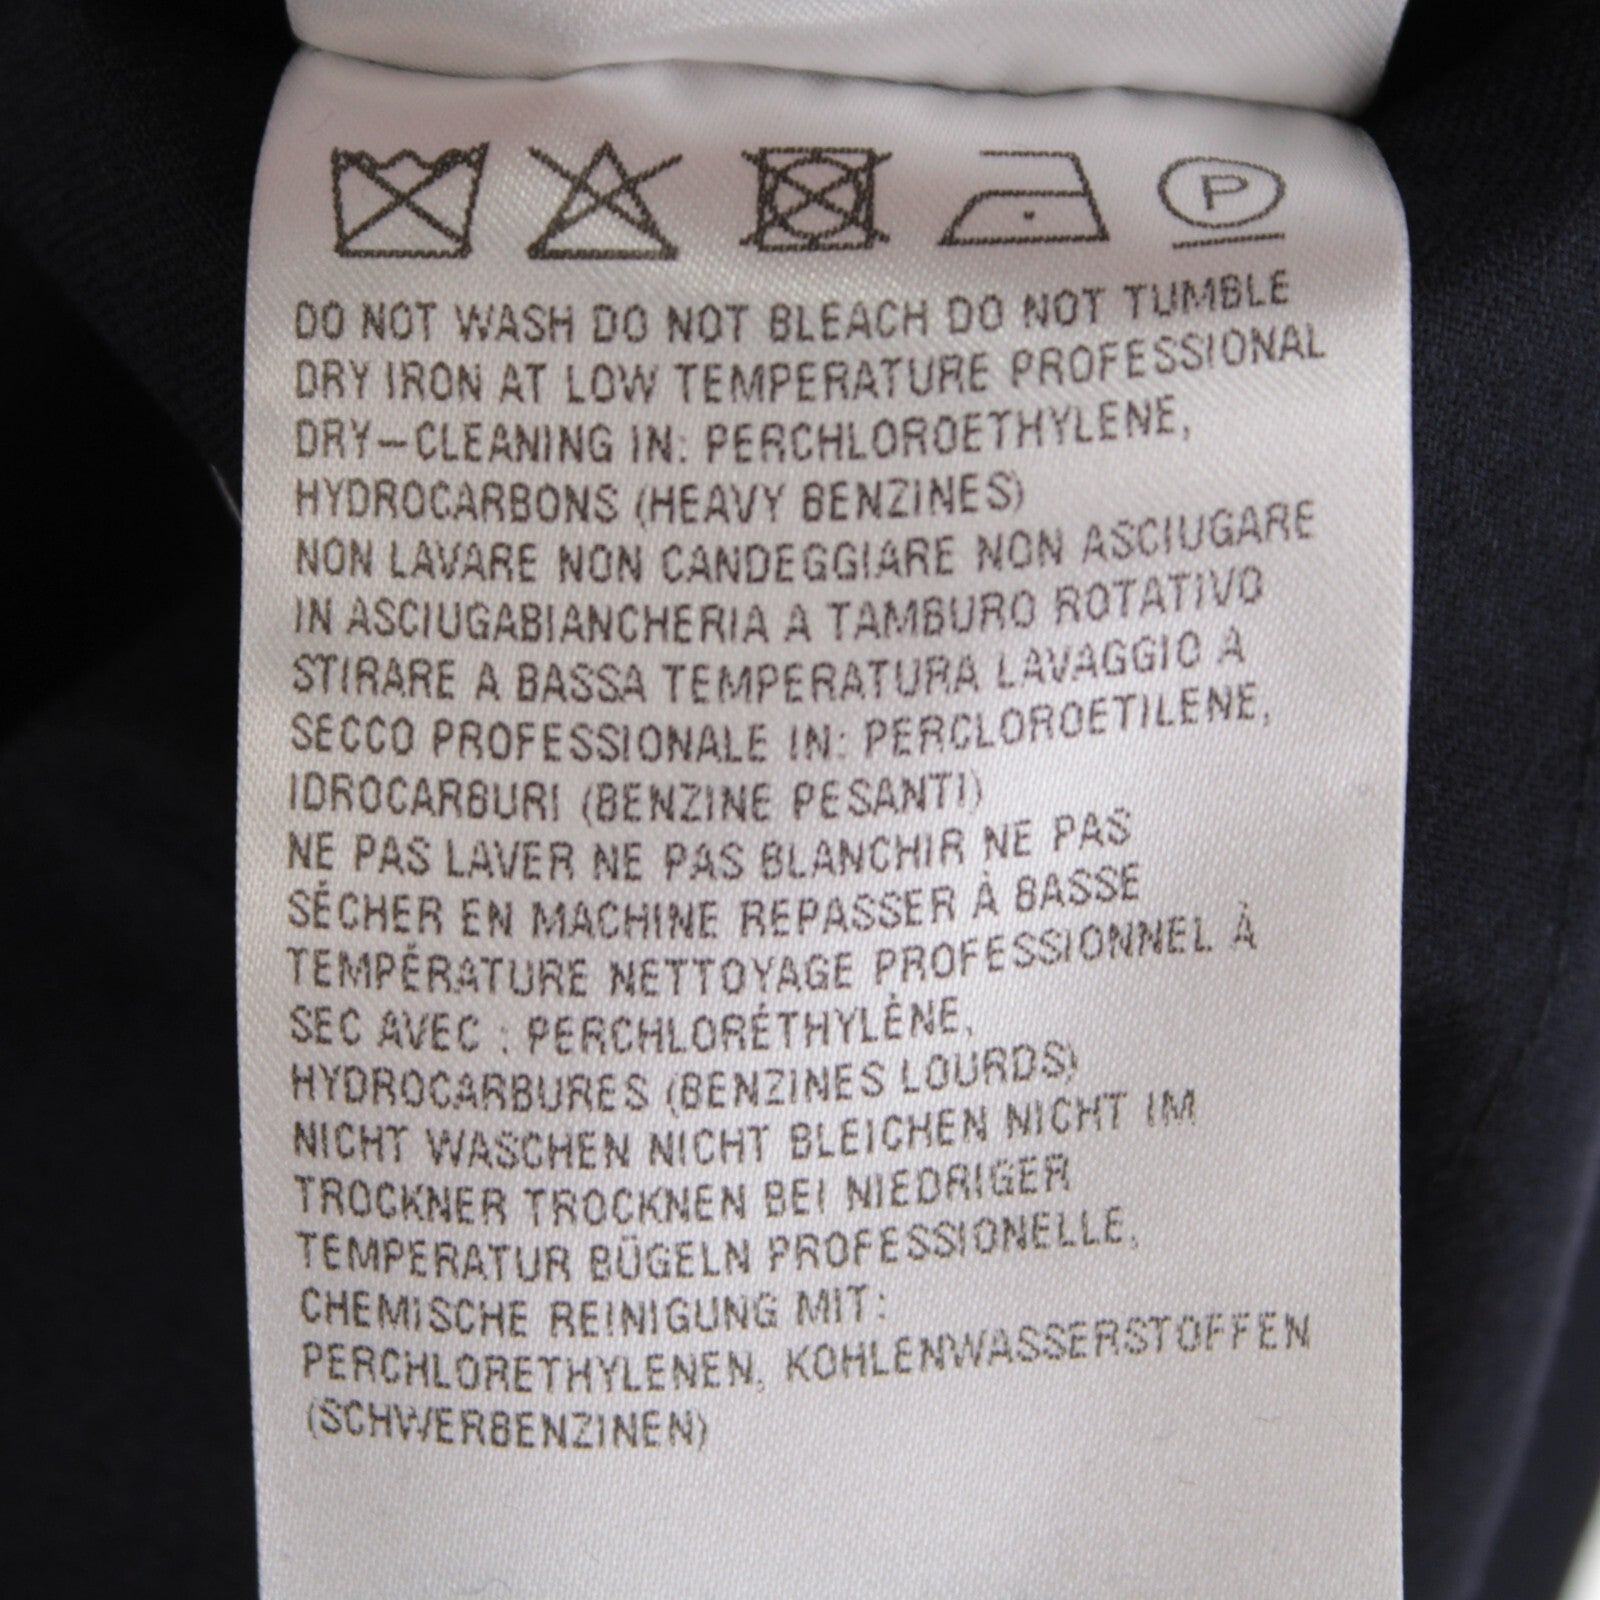 P
DO NOT WASH DO NOT BLEACH DO NOT TUMBLE
DRY IRON AT LOW TEMPERATURE PROFESSIONAL
DRY-CLEANING IN: PERCHLOROETHYLENE,
HYDROCARBONS (HEAVY BENZINES)
NON LAVARE NON CANDEGGIARE NON ASCIUGARE
IN ASCIUGABIANCHERIA A TAMBURO ROTATIVO
STIRARE A BASSA TEMPERATURA LAVAGGIO A
SECCO PROFESSIONALE IN: PERCLOROETILENE,
IDROCARBURI (BENZINE PESANTI)
NE PAS LAVER NE PAS BLANCHIR NE PAS
SÉCHER EN MACHINE REPASSER À BASSE
TEMPÉRATURE NETTOYAGE PROFESSIONNEL À
SEC AVEC : PERCHLORÉTHYLÈNE,
HYDROCARBURES (BENZINES LOURDS)
NICHT WASCHEN NICHT BLEICHEN NICHT IM
TROCKNER TROCKNEN BEI NIEDRIGER
TEMPERATUR BÜGELN PROFESSIONELLE,
CHEMISCHE REINIGUNG MIT:
PERCHLORETHYLENEN, KOHLENWASSERSTOFFEN
(SCHWERBENZINEN)